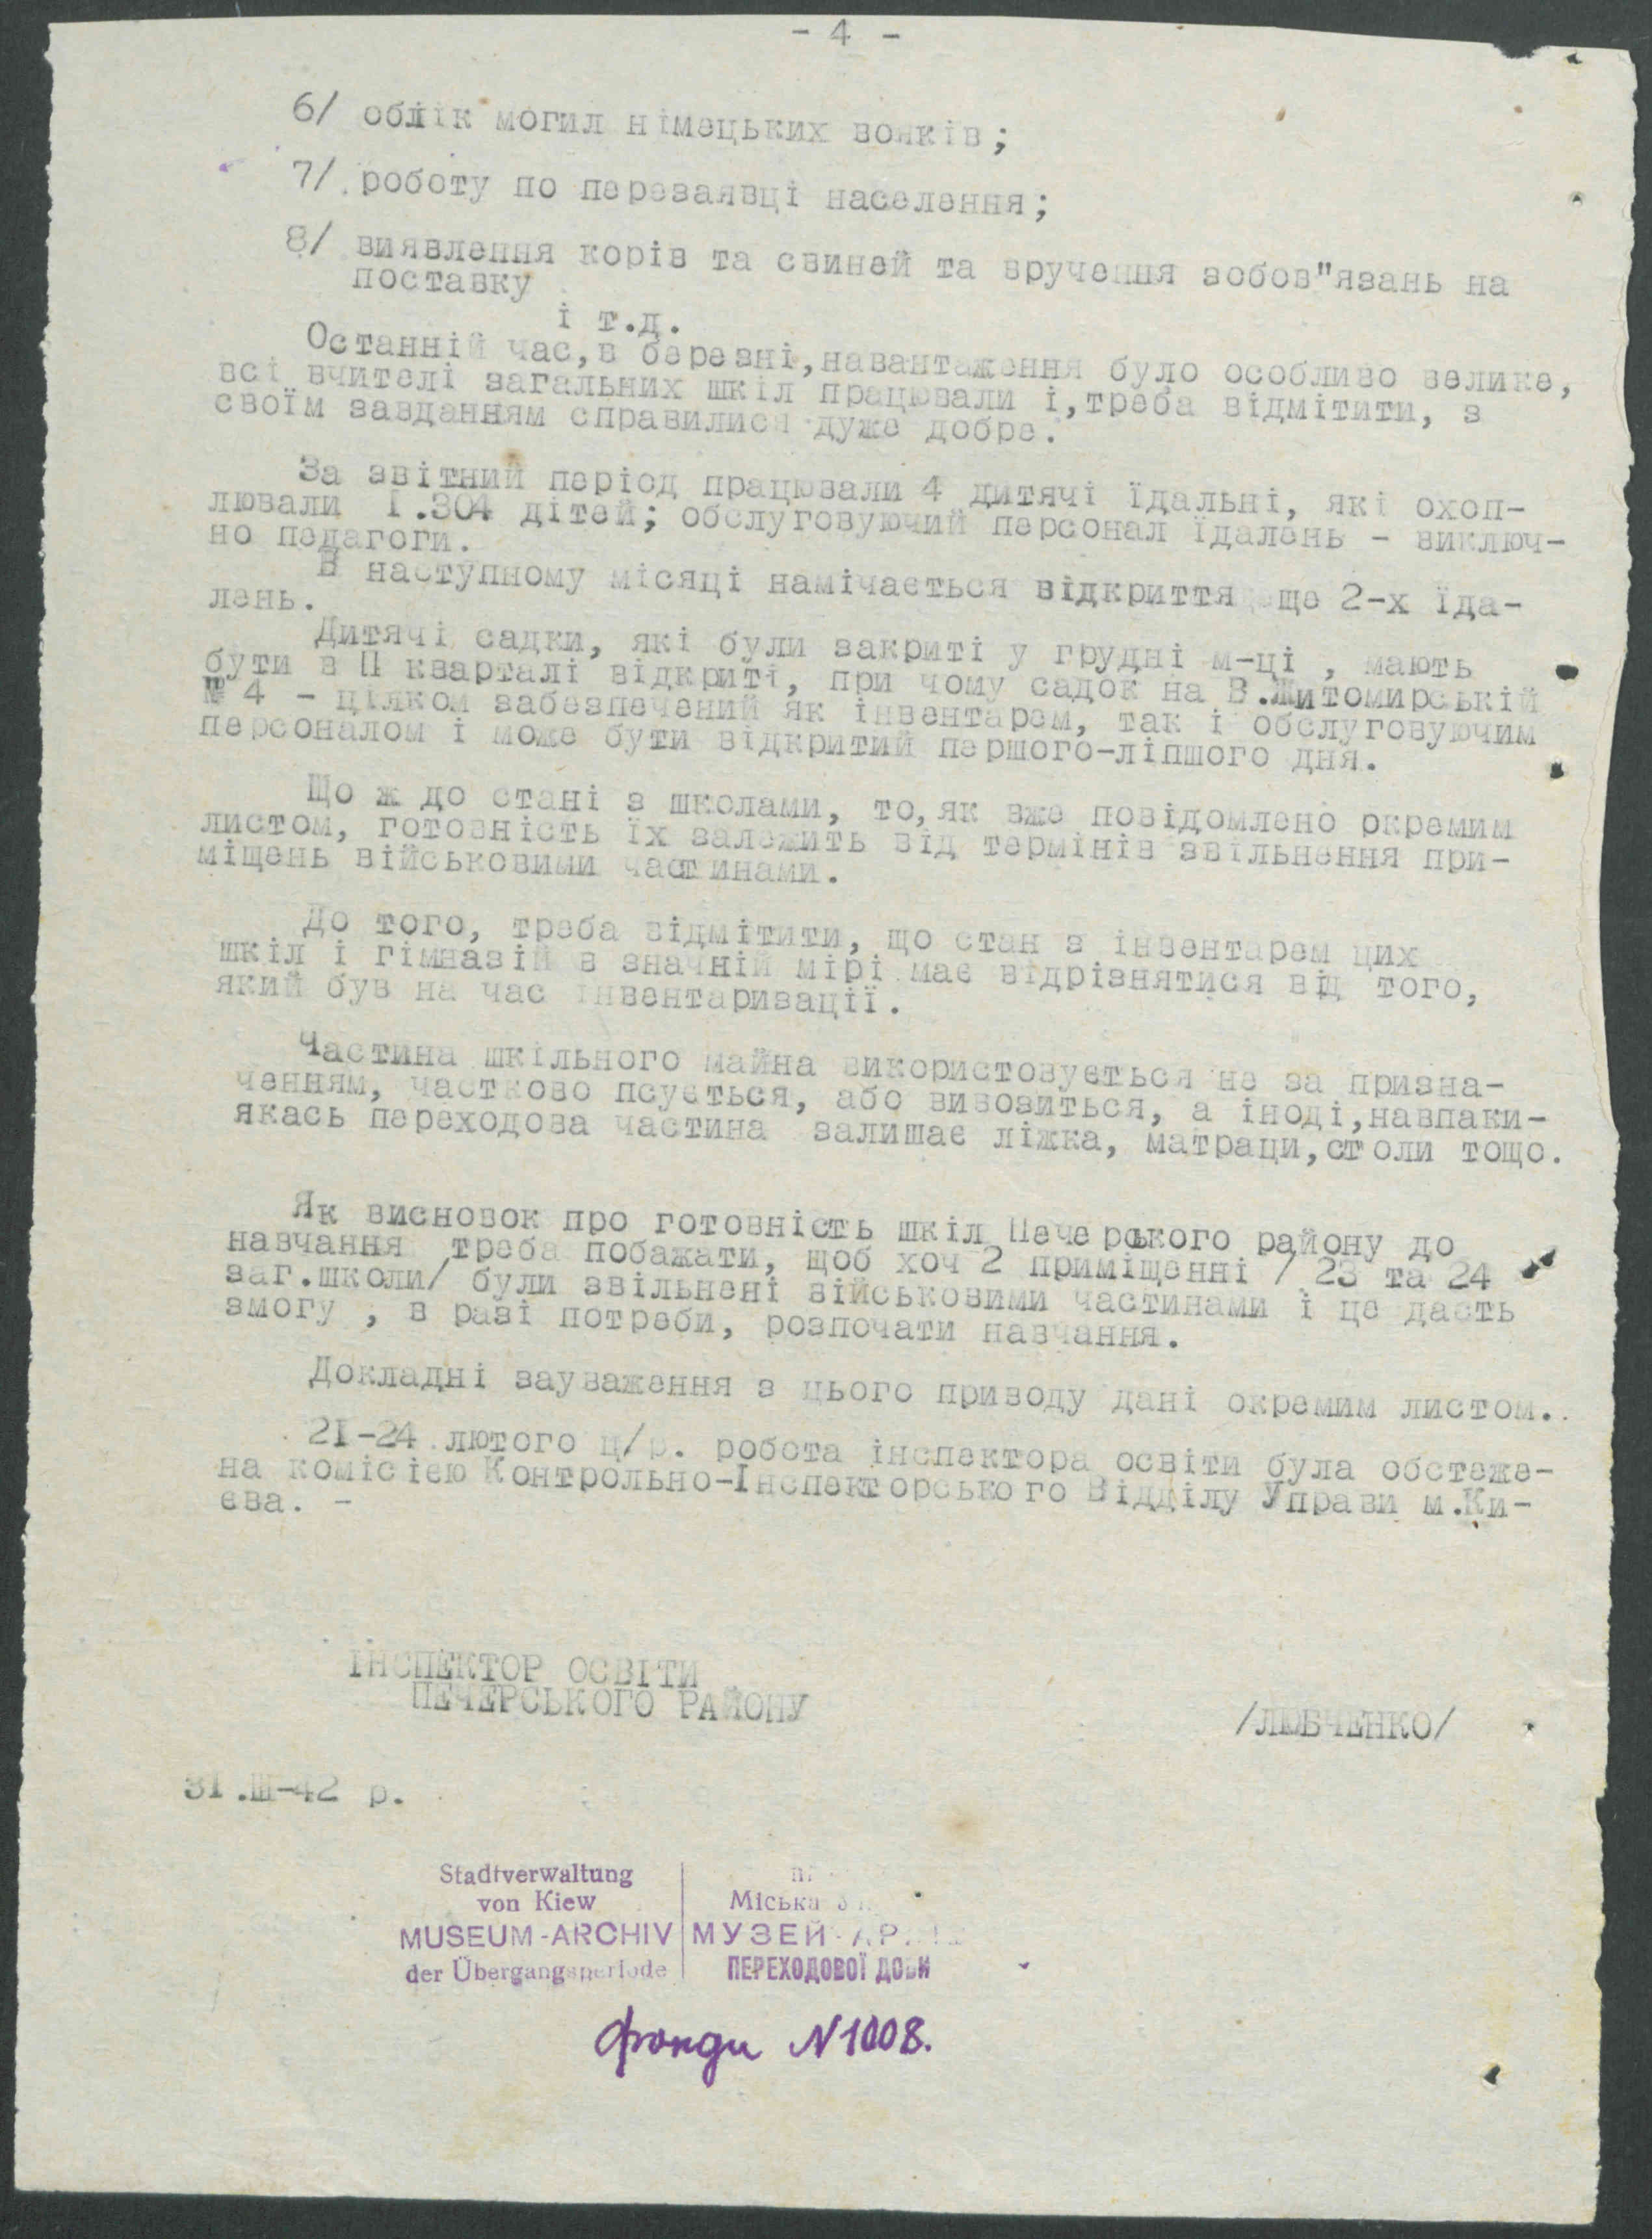 - 4 -
6/ облік могил німецьких вояків;
7/ роботу по перезаявці населення;
8/ виявлення корів та свиней та вручення зобов"язань на
поставку
і т.д.
Останній час,в березні,навантаження було особливо велике,
всі вчителі загальних шкіл працювали і,треба відмітити, з
своїм завданням справилися дуже добре.
За звітний період працювали 4 дитячі їдальні, які охоп-
лювали І.304 дітей; обслуговуючий персонал їдалень - виключ-
но педагоги.
В наступному місяці намічається відкриття ще 2-х їда-
лень.
Дитячі садки, які були закриті у грудні м-ці , мають
бути в ІІ кварталі відкриті, при чому садок на В.Житомирській
№ 4 - цілком забезпечений як інвентарем, так і обслуговуючим
персоналом і може бути відкритий першого-ліпшого дня.
Що ж до стані з школами, то,як вже повідомлено окремим
листом, готовність їх залежить від термінів звільнення при-
міщень військовими частинами.
До того, треба відмітити, що стан з інвентарем цих
шкіл і гімназій в значній мірі має відрізнятися від того,
який був на час інвентаризації.
Частина шкільного майна використовується не за призна-
ченням, частково псується, або вивозиться, а іноді,навпаки-
якась переходова частина залишає ліжка, матраци,столи тощо.
Як висновок про готовність шкіл Печерського району до
навчання треба побажати, щоб хоч 2 приміщенні / 23 та 24
заг.школи/ були звільнені військовими частинами і це дасть
змогу , в разі потреби, розпочати навчання.
Докладні зауваження з цього приводу дані окремим листом.
2І-24 лютого ц/р. робота інспектора освіти була обстеже-
на комісією Контрольно-Інспекторського Відділу Управи м.Ки-
єва. -
ІНСПЕКТОР ОСВІТИ
ПЕЧЕРСЬКОГО РАЙОНУ
/ЛЮБЧЕНКО/
3І.ІІІ-42 р.
Stadtverwaltung
von Kiew
MUSEUM-ARCHIV
der Übergangsperiode
Міська
МУЗЕЙ-АРХІВ
ПЕРЕХОДОВОЇ ДОБИ
фонди N1008.